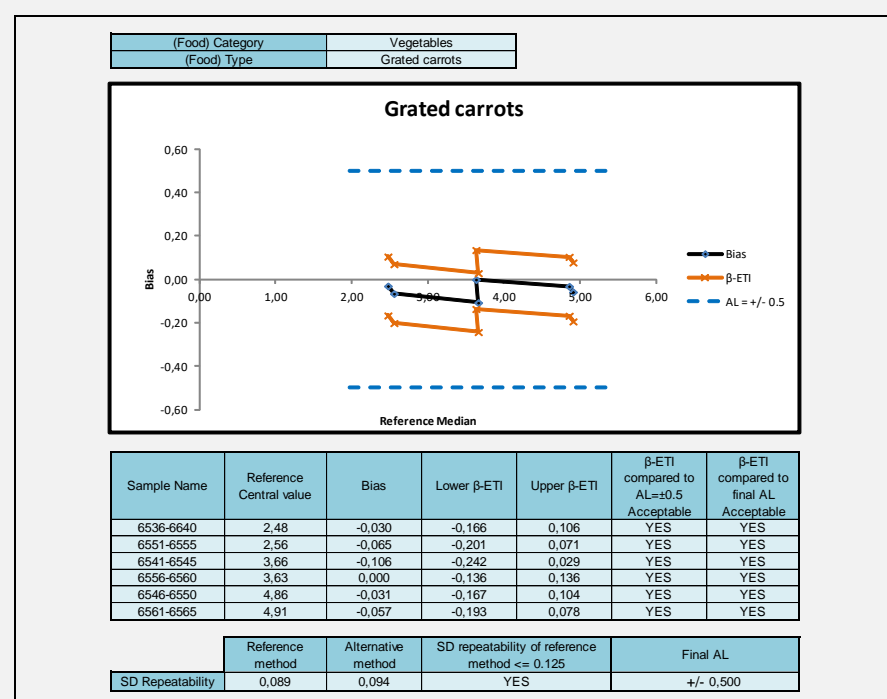 (Food) Category Vegetables
(Food) Type Grated carrots
Grated carrots
0,60
0,40
0,20
0,00
-0,20
-0,40
-0,60
0,00 1,00 2,00 3,00 4,00 5,00 6,00
Bias
Reference Median
Bias
β-ETI
AL = +/- 0.5
Sample Name Reference Central value Bias Lower β-ETI Upper β-ETI β-ETI compared to AL=±0.5 Acceptable β-ETI compared to final AL Acceptable
6536-6640 2,48 -0,030 -0,166 0,106 YES YES
6551-6555 2,56 -0,065 -0,201 0,071 YES YES
6541-6545 3,66 -0,106 -0,242 0,029 YES YES
6556-6560 3,63 0,000 -0,136 0,136 YES YES
6546-6550 4,86 -0,031 -0,167 0,104 YES YES
6561-6565 4,91 -0,057 -0,193 0,078 YES YES
Reference method Alternative method SD repeatability of reference method <= 0.125 Final AL
SD Repeatability 0,089 0,094 YES +/- 0,500